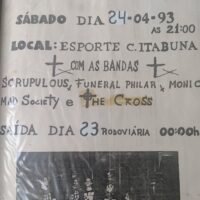 SÁBADO DIA 24-04-93
ÀS 21:00
LOCAL: ESPORTE C. ITABUNA
COM AS BANDAS
SCRUPULOUS, FUNERAL PHILAR, MONIC
MAD SOCIETY e THE CROSS
SAÍDA DIA 23 RODOVIÁRIA 00:00h